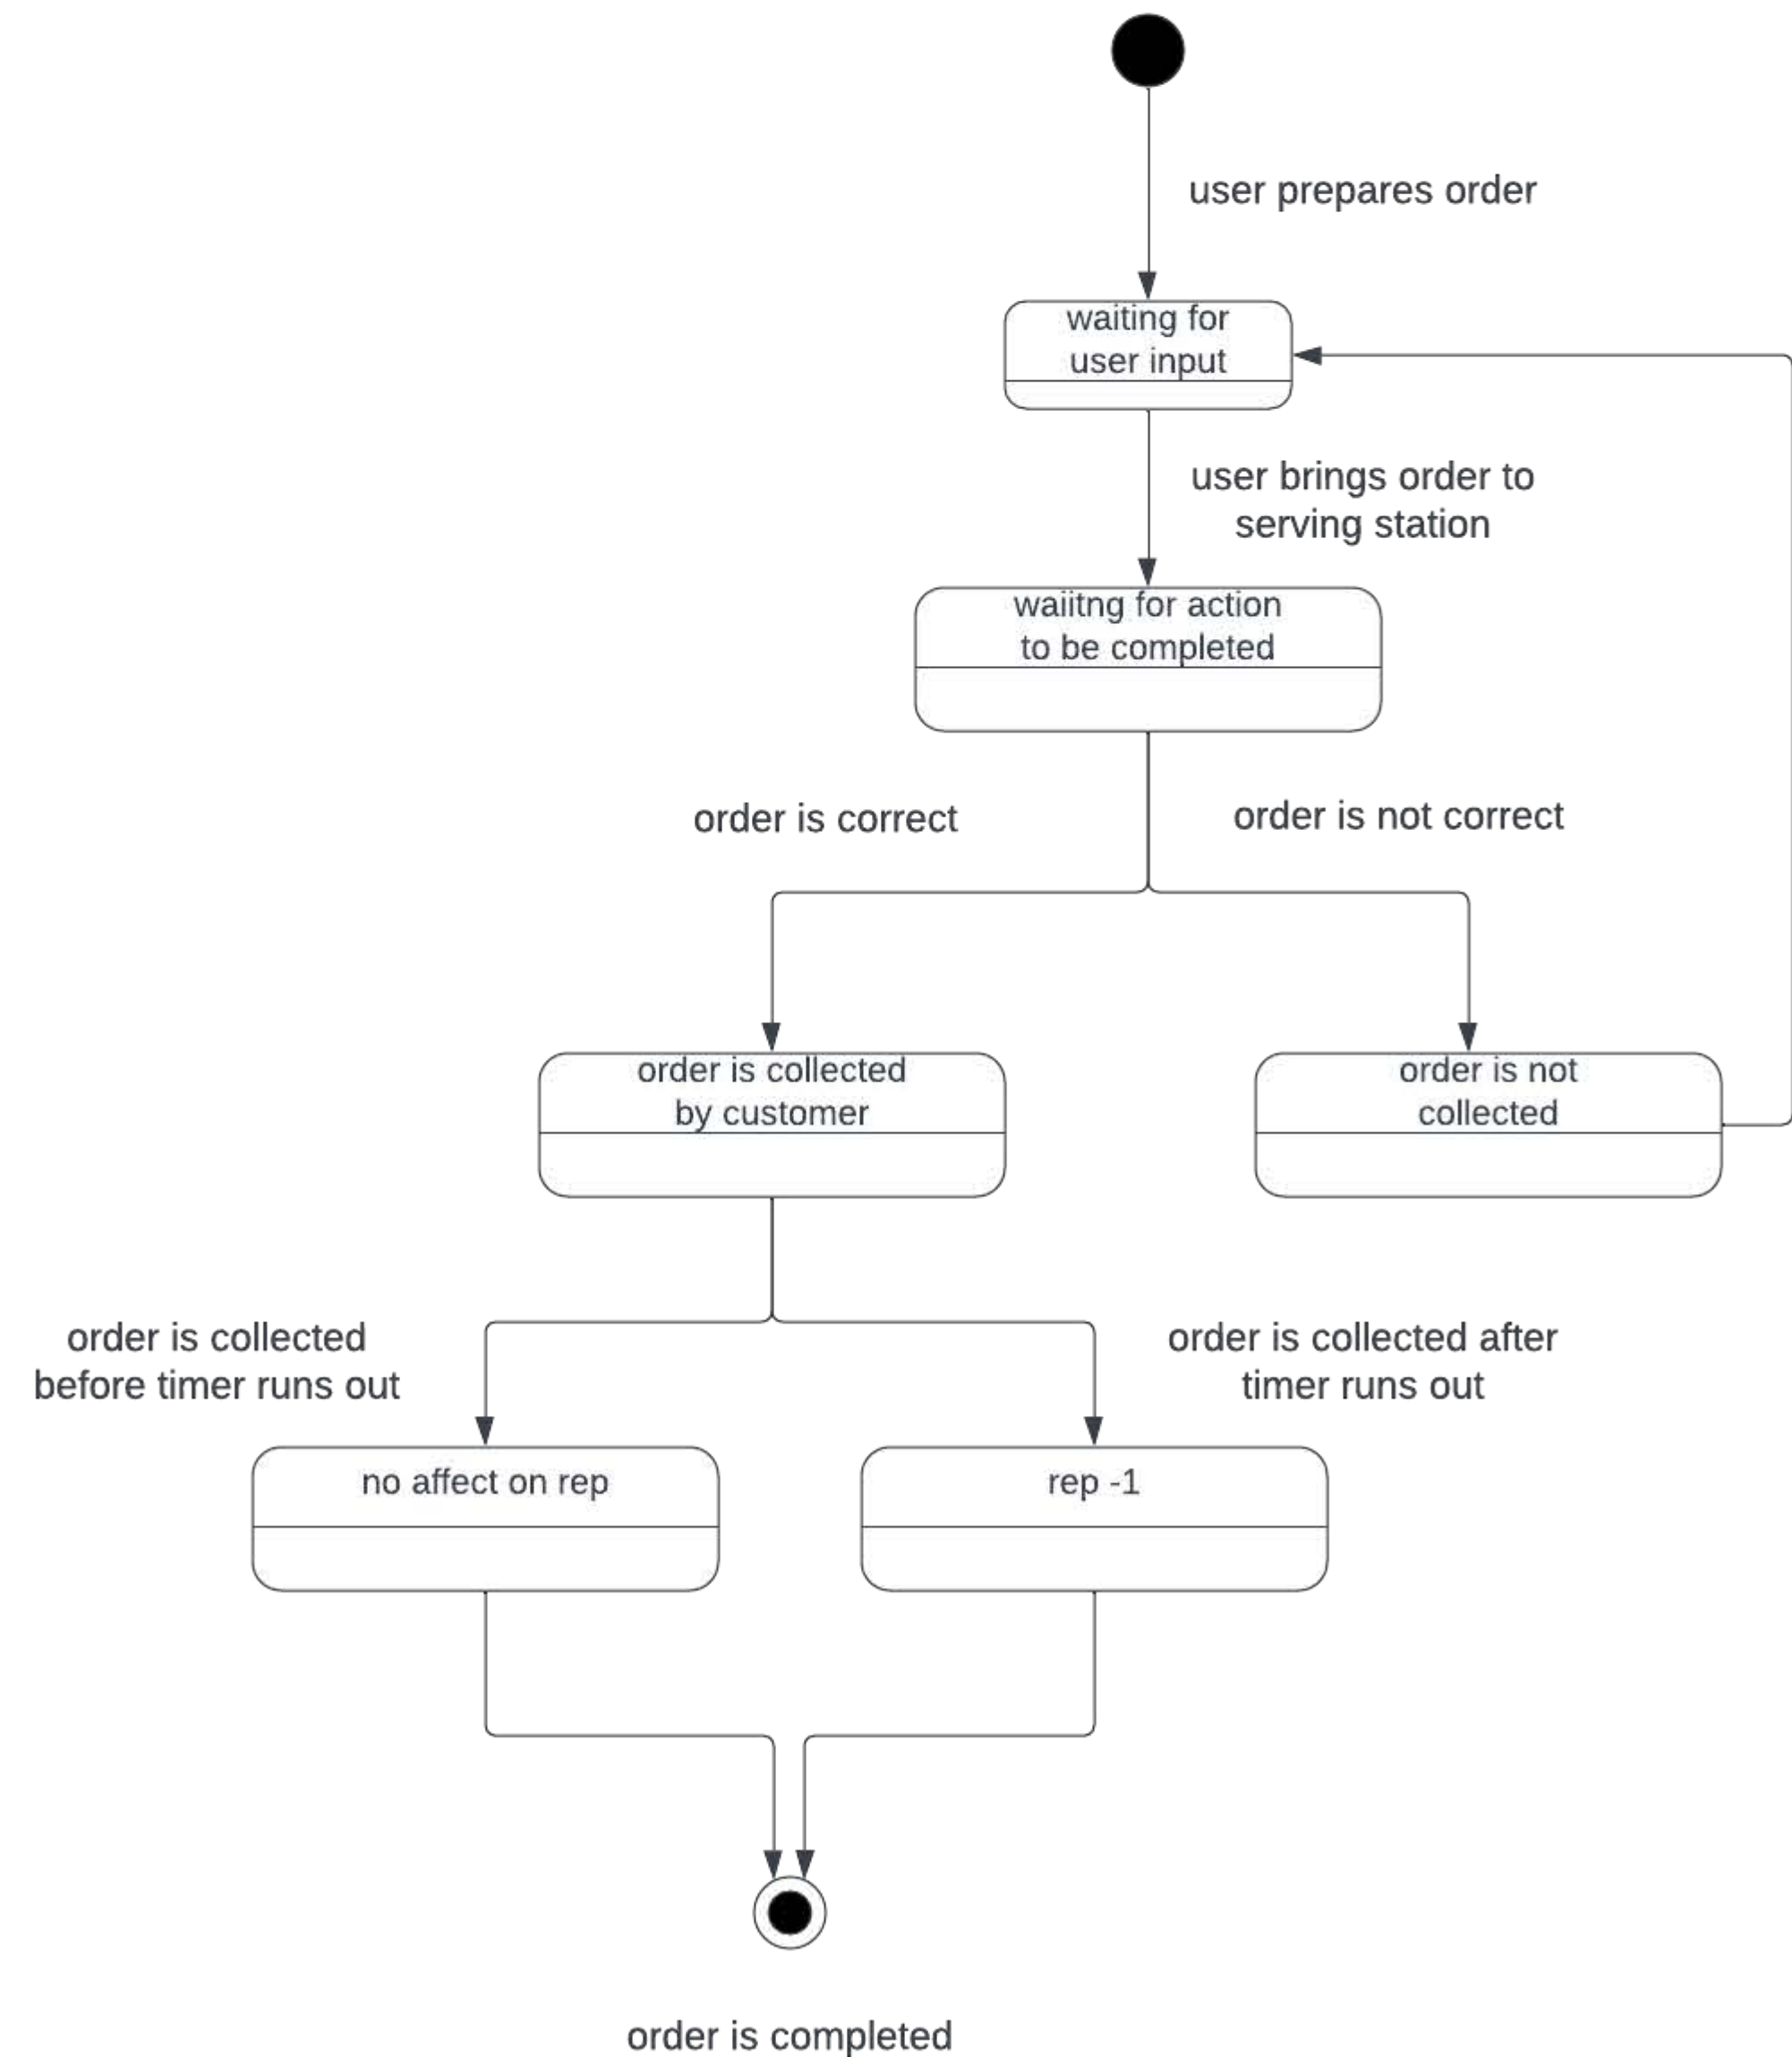 user prepares order
waiting for
user input
user brings order to
serving station
waiitng for action
to be completed
order is correct
order is not correct
order is collected
by customer
order is not
collected
order is collected
before timer runs out
order is collected after
timer runs out
no affect on rep
rep -1
order is completed